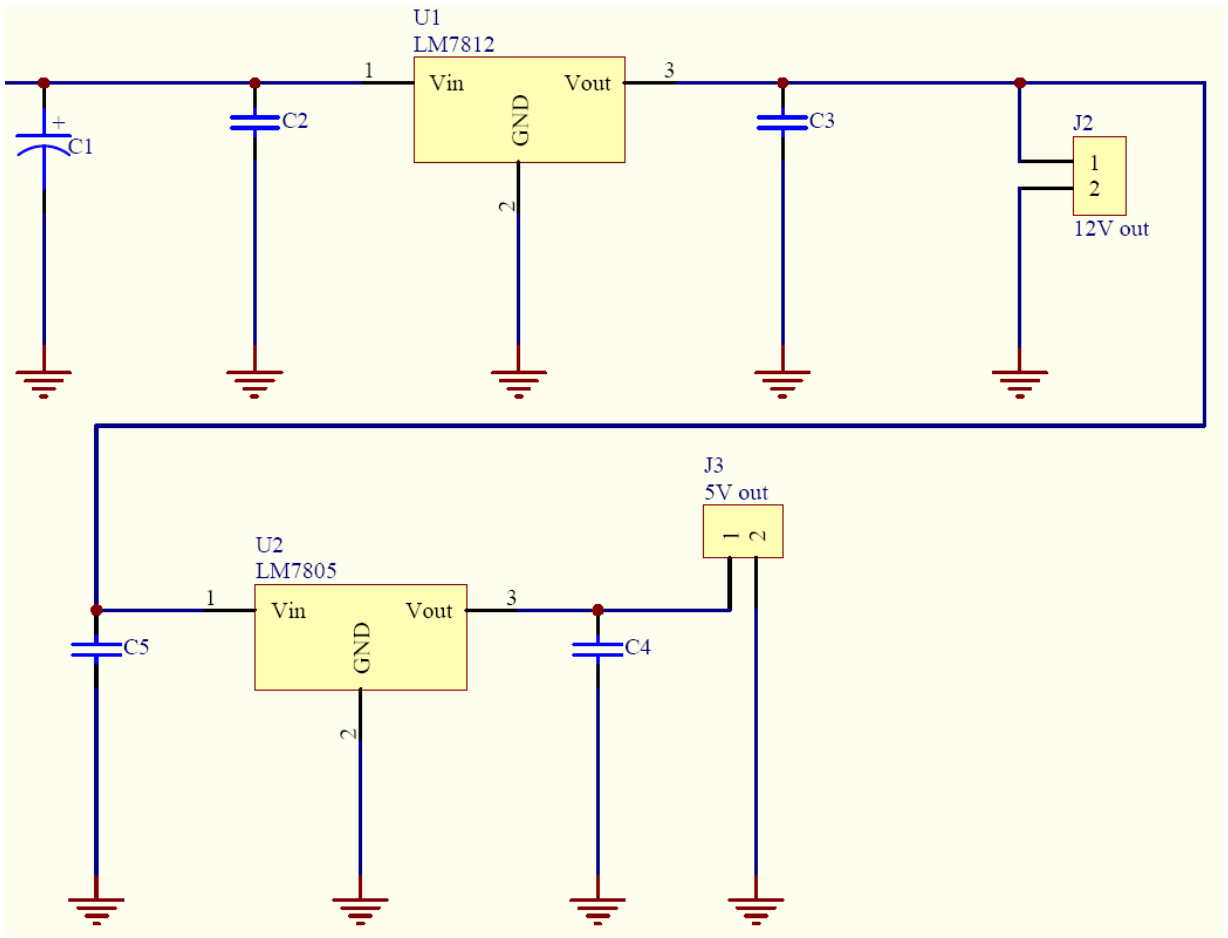 U1
LM7812
1
Vin
Vout
3
GND
2
+
C1
C2
C3
J2
1
2
12V out
J3
5V out
1
2
U2
LM7805
1
Vin
Vout
3
GND
2
C5
C4